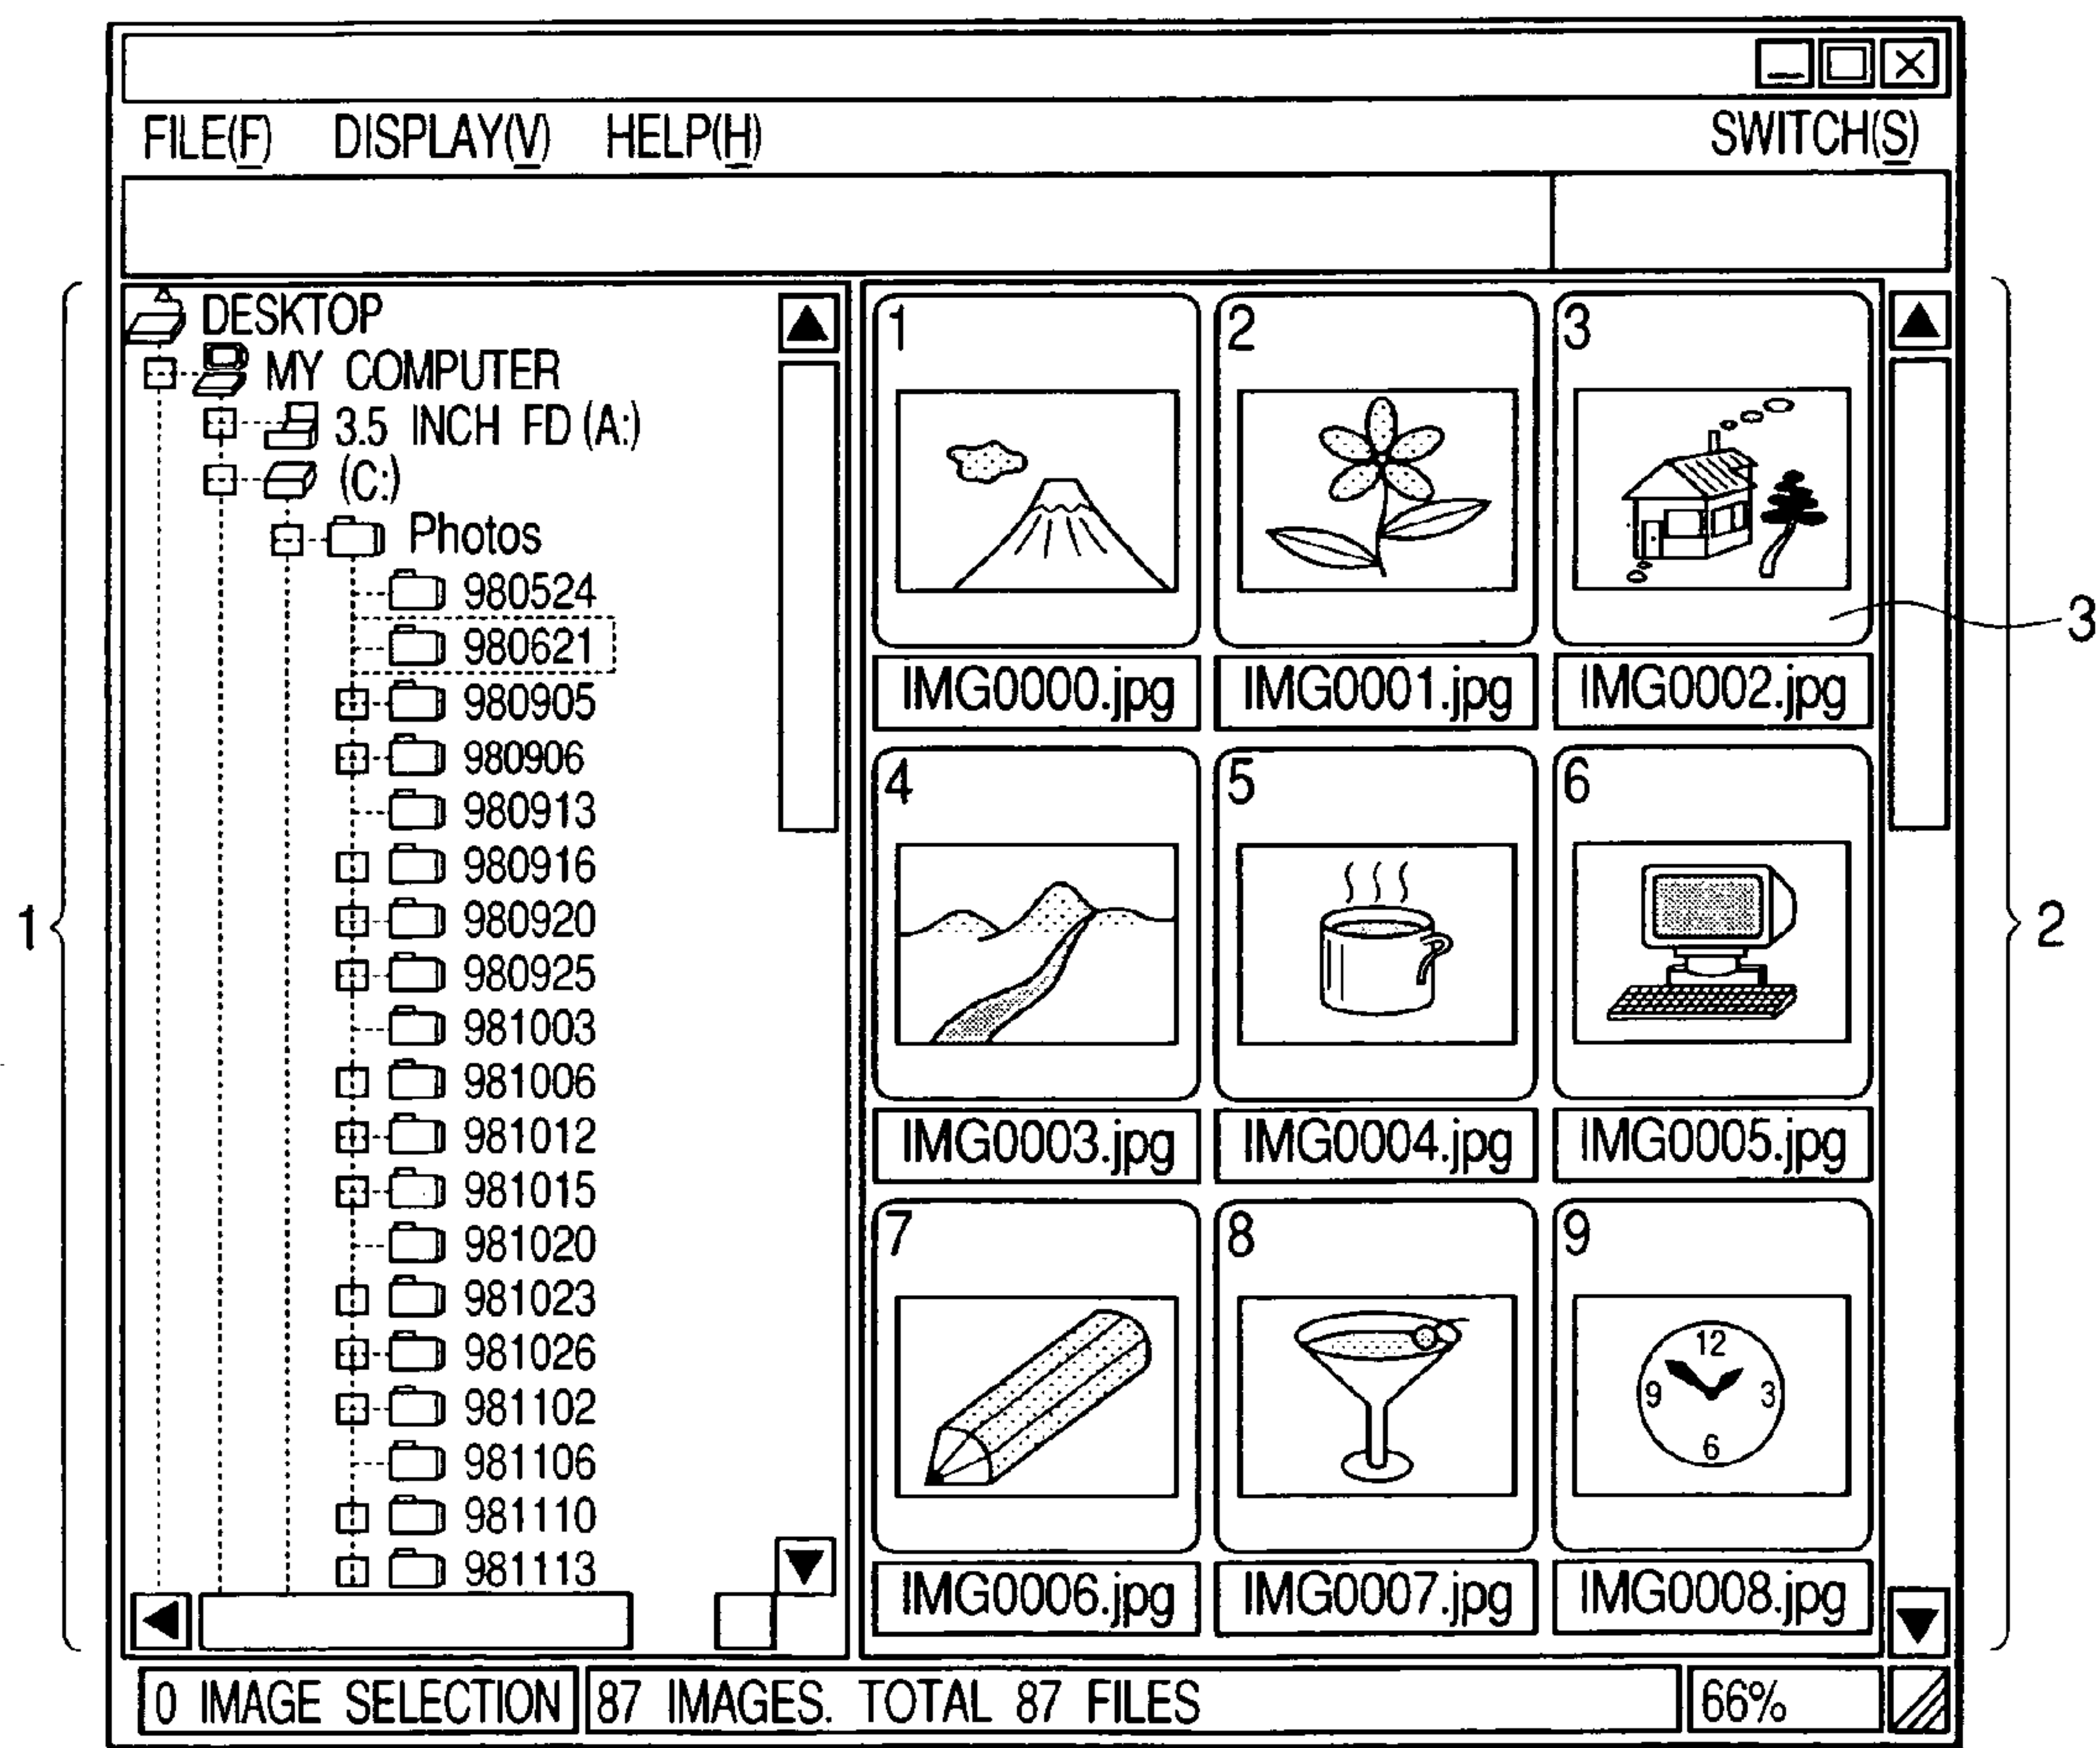 FILE(F) DISPLAY(V) HELP(H) SWITCH(S)
1
DESKTOP
MY COMPUTER
3.5 INCH FD (A:)
(C:)
Photos
980524
980621
980905
980906
980913
980916
980920
980925
981003
981006
981012
981015
981020
981023
981026
981102
981106
981110
981113
1 2 3
3
IMG0000.jpg IMG0001.jpg IMG0002.jpg
4 5 6
2
IMG0003.jpg IMG0004.jpg IMG0005.jpg
7 8 9
12
9 3
6
IMG0006.jpg IMG0007.jpg IMG0008.jpg
0 IMAGE SELECTION 87 IMAGES. TOTAL 87 FILES 66%